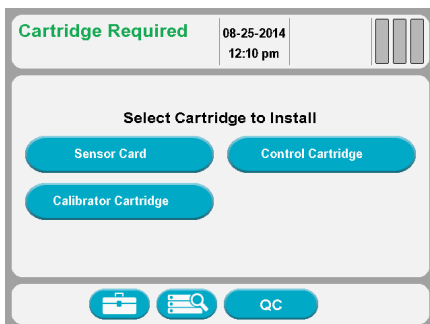 Cartridge Required
08-25-2014
12:10 pm
Select Cartridge to Install
Sensor Card
Control Cartridge
Calibrator Cartridge
QC